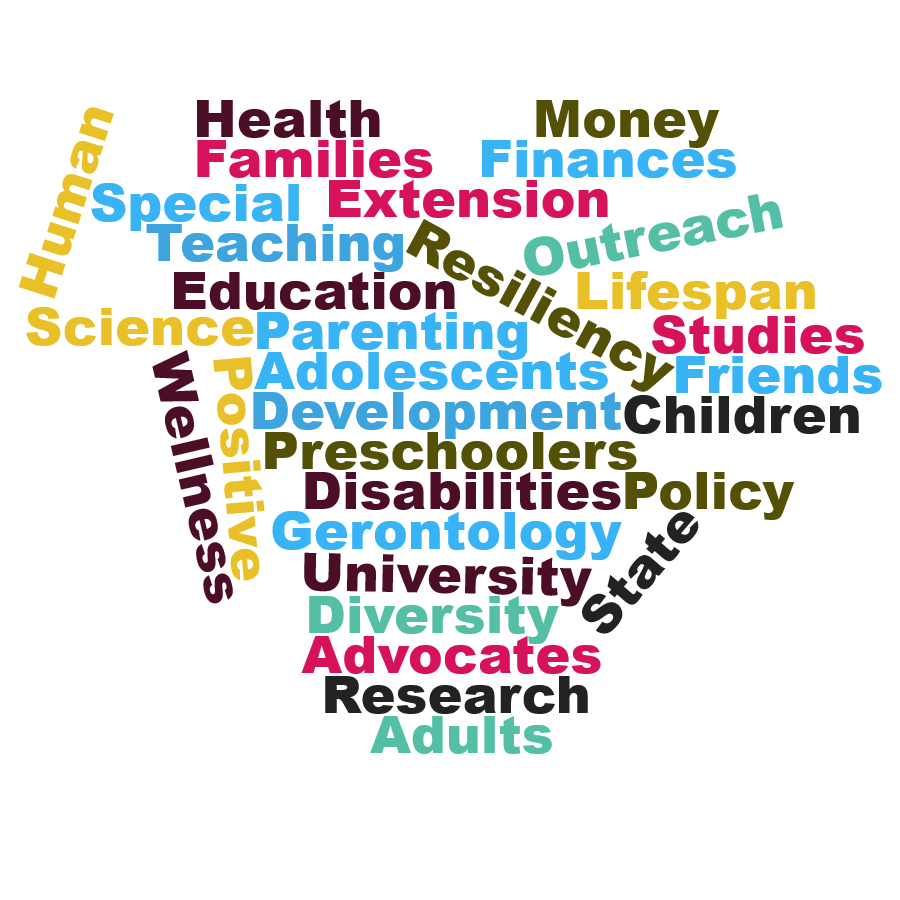 Human
Health
Money
Families
Finances
Special
Extension
Teaching
Resiliency
Outreach
Education
Lifespan
Science
Parenting
Studies
Wellness
Positive
Adolescents
Friends
Development
Children
Preschoolers
Disabilities
Policy
Gerontology
State
University
Diversity
Advocates
Research
Adults